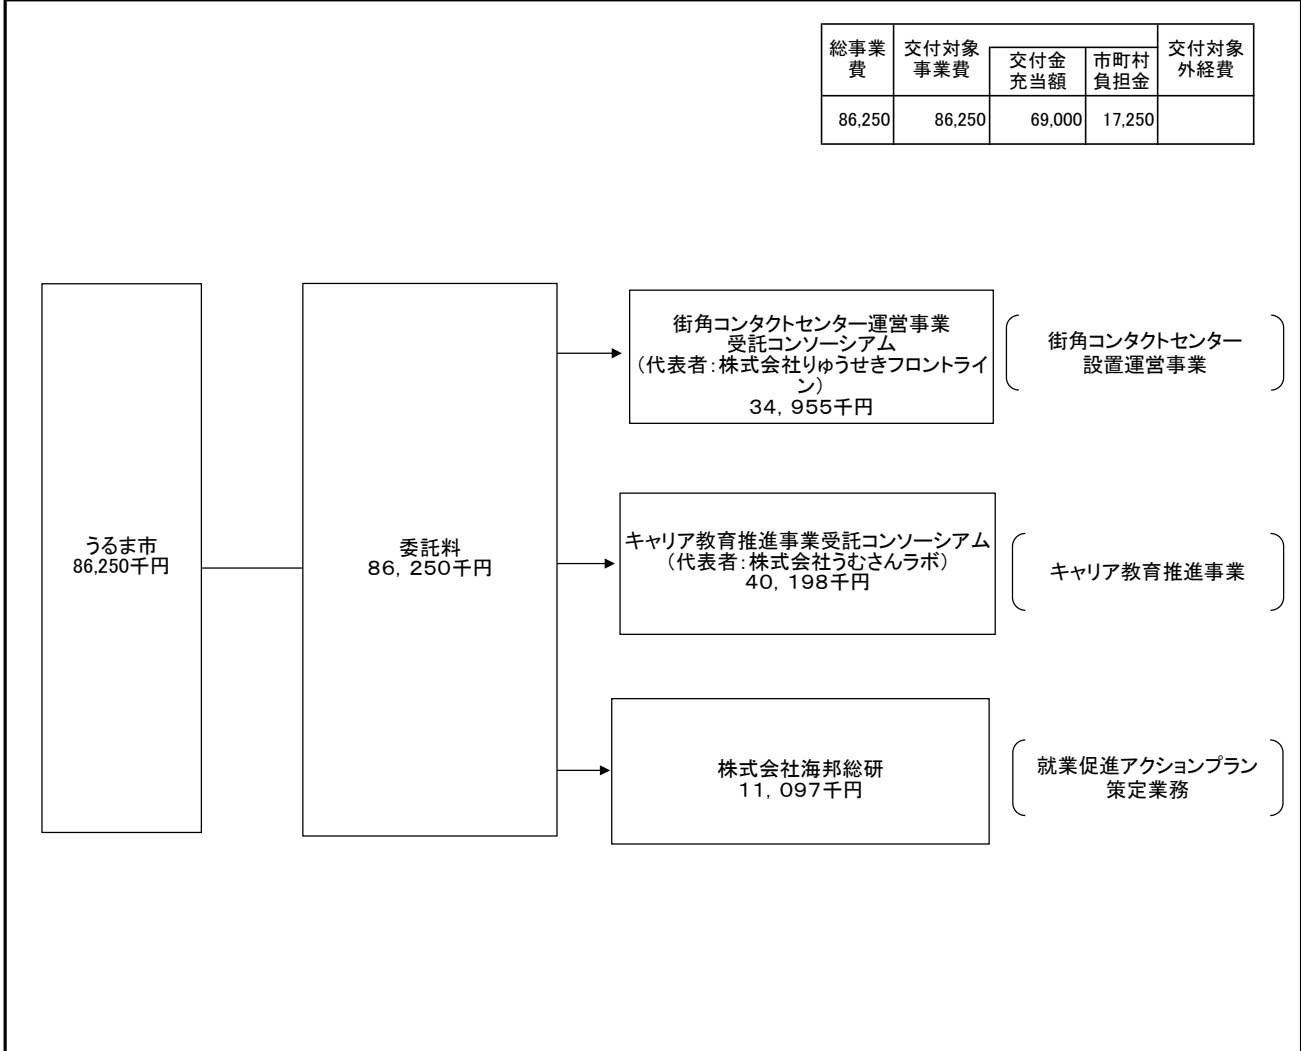 総事業
費
交付対象
事業費
交付金
充当額
市町村
負担金
交付対象
外経費
86,250
86,250
69,000
17,250
うるま市
86,250千円
委託料
86，250千円
街角コンタクトセンター運営事業
受託コンソーシアム
（代表者：株式会社りゅうせきフロントライ
ン）
34，955千円
街角コンタクトセンター
設置運営事業
キャリア教育推進事業受託コンソーシアム
（代表者：株式会社うむさんラボ）
40，198千円
キャリア教育推進事業
株式会社海邦総研
11，097千円
就業促進アクションプラン
策定業務